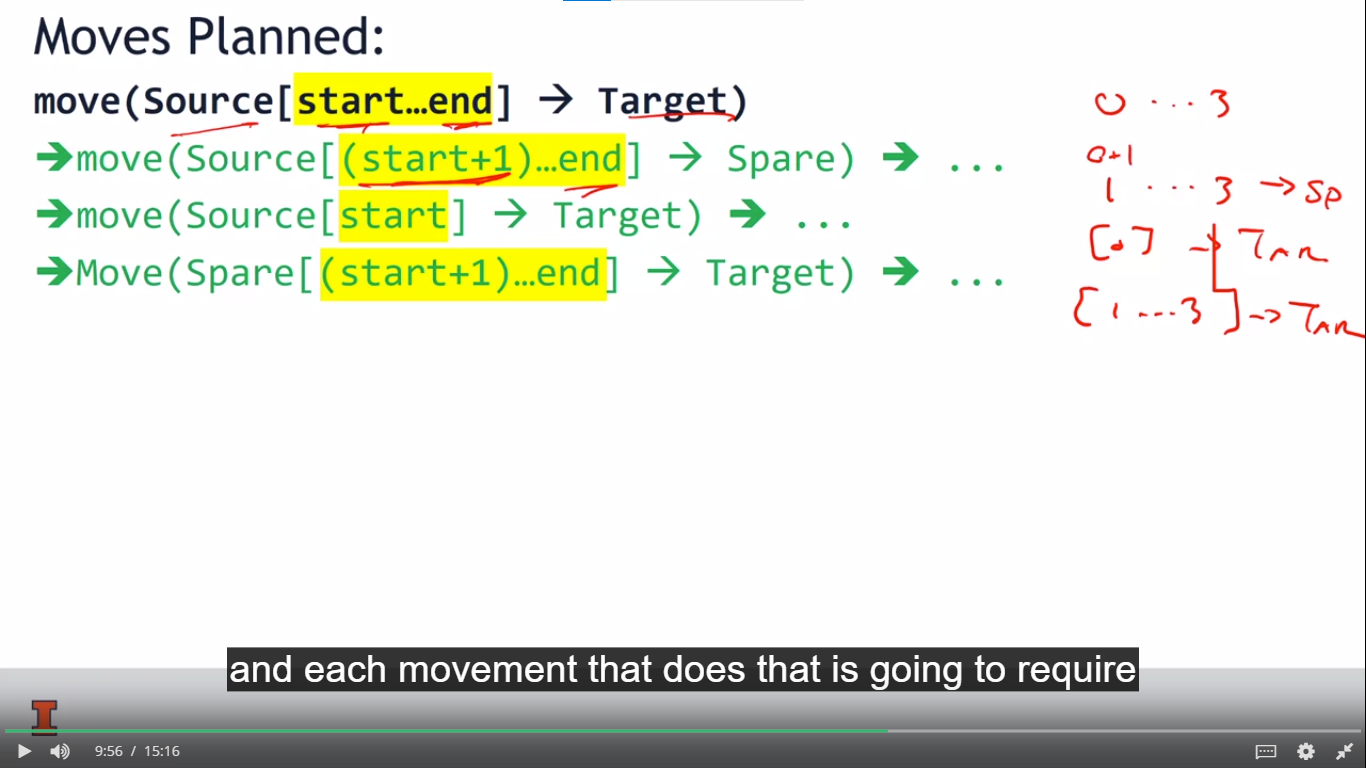 Moves Planned:
move(Source[start…end] → Target)
➔move(Source[(start+1)…end] → Spare) ➔ ...
➔move(Source[start] → Target) ➔ ...
➔Move(Spare[(start+1)…end] → Target) ➔ ...
0 ... 3
0+1
1 ... 3 → Sp
[0] → TAR
[1 ... 3] → TAR
and each movement that does that is going to require
I
9:56 / 15:16